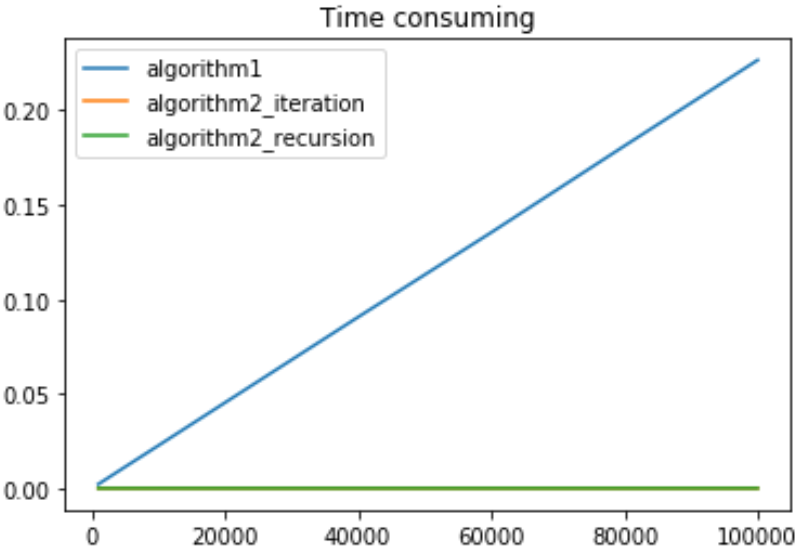 Time consuming
algorithm1
algorithm2_iteration
algorithm2_recursion
0.20
0.15
0.10
0.05
0.00
0 20000 40000 60000 80000 100000